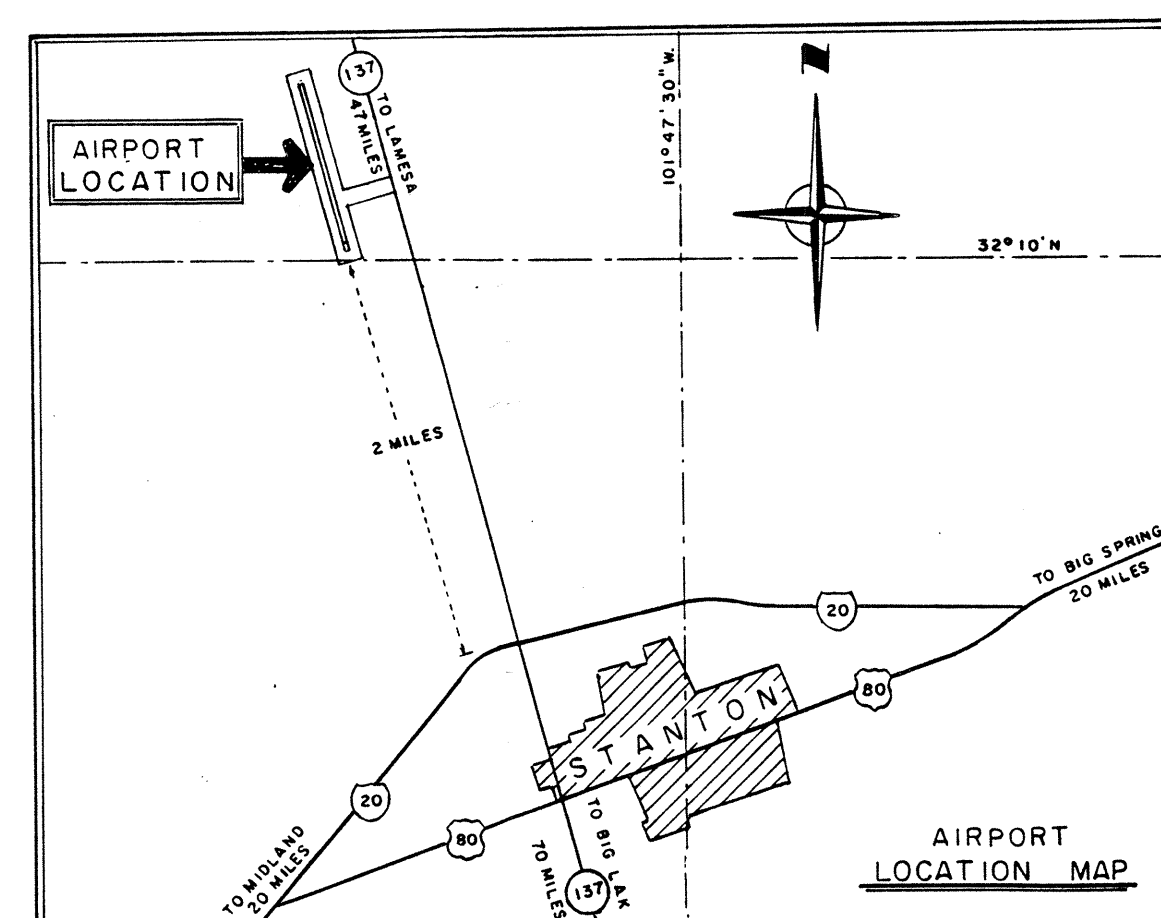 137
TO LAMESA
47 MILES
AIRPORT
LOCATION
101° 47' 30" W.
N
32° 10' N
2 MILES
TO BIG SPRING
20 MILES
20
80
STANTON
20
80
TO MIDLAND
20 MILES
TO BIG LAK
70 MILES
137
AIRPORT
LOCATION MAP